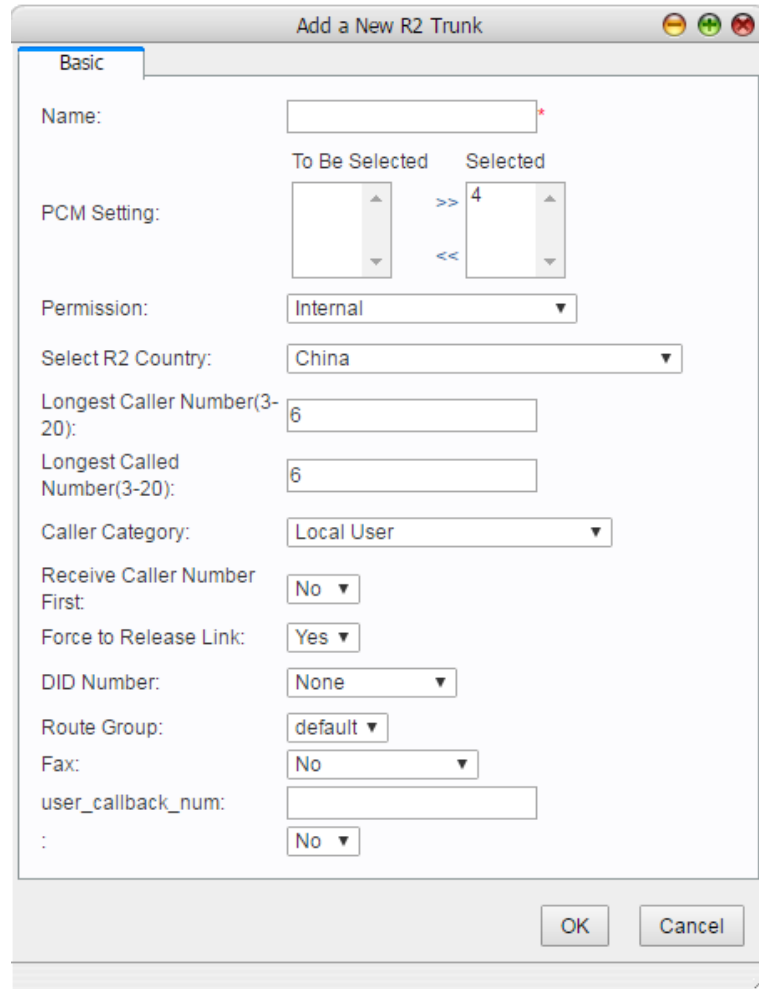 Add a New R2 Trunk
Basic
Name: *
To Be Selected Selected
PCM Setting: >> 4
<<
Permission: Internal
Select R2 Country: China
Longest Caller Number(3-
20): 6
Longest Called
Number(3-20): 6
Caller Category: Local User
Receive Caller Number
First: No
Force to Release Link: Yes
DID Number: None
Route Group: default
Fax: No
user_callback_num:
: No
OK Cancel